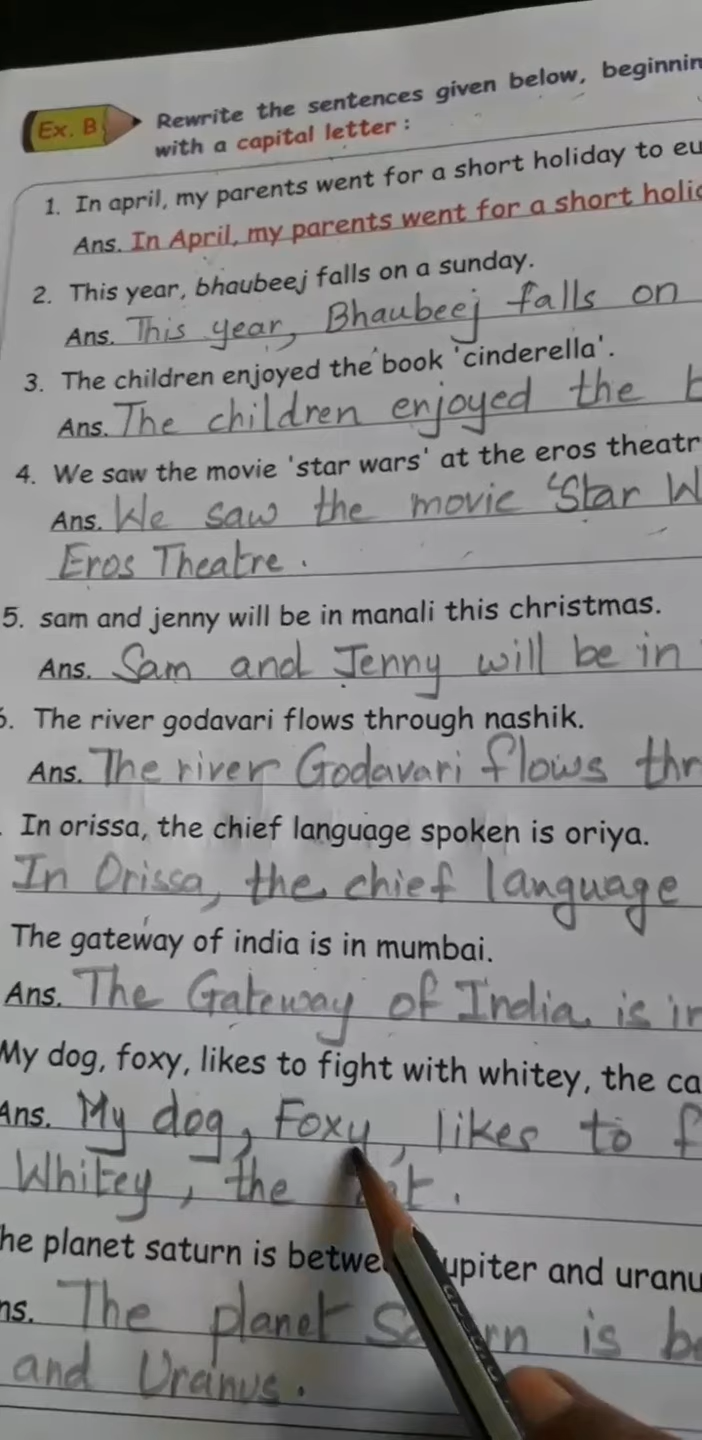 Ex. B
Rewrite the sentences given below, beginnin
with a capital letter :
1. In april, my parents went for a short holiday to eu
Ans. In April, my parents went for a short holid
2. This year, bhaubeej falls on a sunday.
Ans. This year, Bhaubeej falls on
3. The children enjoyed the book 'cinderella'.
Ans. The children enjoyed the b
4. We saw the movie 'star wars' at the eros theatr
Ans. We saw the movie 'Star W
Eros Theatre.
5. sam and jenny will be in manali this christmas.
Ans. Sam and Jenny will be in
6. The river godavari flows through nashik.
Ans. The river Godavari flows thr
. In orissa, the chief language spoken is oriya.
In Orissa, the chief language
The gateway of india is in mumbai.
Ans. The Gateway of India is in
My dog, foxy, likes to fight with whitey, the ca
Ans. My dog, Foxy, likes to f
Whitey, the
he planet saturn is betwe upiter and uranu
ns. The planet is be
and Uranus.